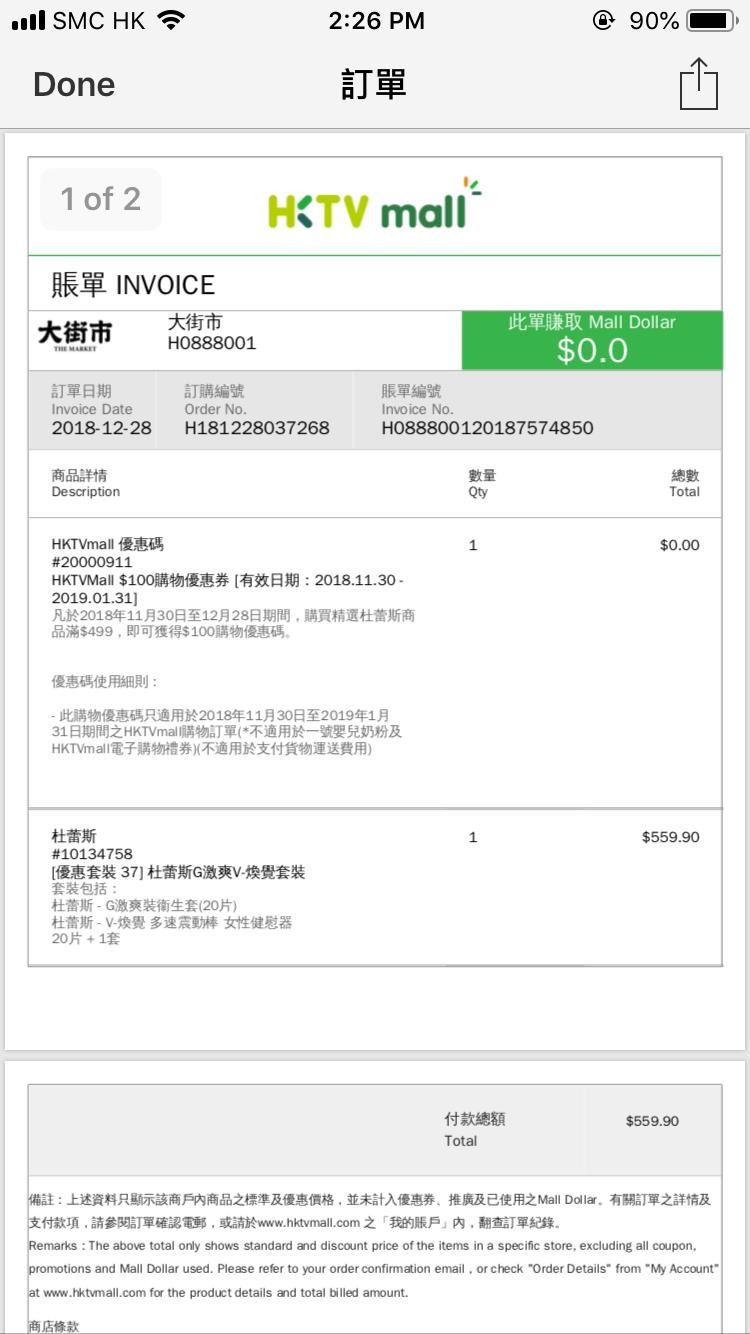 SMC HK 2:26 PM 90%
Done 訂單
1 of 2
HKTV mall
賬單 INVOICE
大街市
THE MARKET
大街市
H0888001
此單賺取 Mall Dollar
$0.0
訂單日期 訂購編號 賬單編號
Invoice Date Order No. Invoice No.
2018-12-28 H181228037268 H088800120187574850
商品詳情 數量 總數
Description Qty Total
HKTVmall 優惠碼 1 $0.00
#20000911
HKTVMall $100購物優惠券 [有效日期：2018.11.30 -
2019.01.31]
凡於2018年11月30日至12月28日期間，購買精選杜蕾斯商
品滿$499，即可獲得$100購物優惠碼。
優惠碼使用細則：
- 此購物優惠碼只適用於2018年11月30日至2019年1月
31日期間之HKTVmall購物訂單(*不適用於一號嬰兒奶粉及
HKTVmall電子購物禮券)(不適用於支付貨物運送費用)
杜蕾斯 1 $559.90
#10134758
[優惠套裝 37] 杜蕾斯G激爽V-煥覺套裝
套裝包括：
杜蕾斯 - G激爽裝衞生套(20片)
杜蕾斯 - V-煥覺 多速震動棒 女性健慰器
20片 + 1套
付款總額 $559.90
Total
備註：上述資料只顯示該商戶內商品之標準及優惠價格，並未計入優惠券、推廣及已使用之Mall Dollar。有關訂單之詳情及
支付款項，請參閱訂單確認電郵，或請於www.hktvmall.com 之「我的賬戶」內，翻查訂單紀錄。
Remarks : The above total only shows standard and discount price of the items in a specific store, excluding all coupon,
promotions and Mall Dollar used. Please refer to your order confirmation email , or check "Order Details" from "My Account"
at www.hktvmall.com for the product details and total billed amount.
商店條款